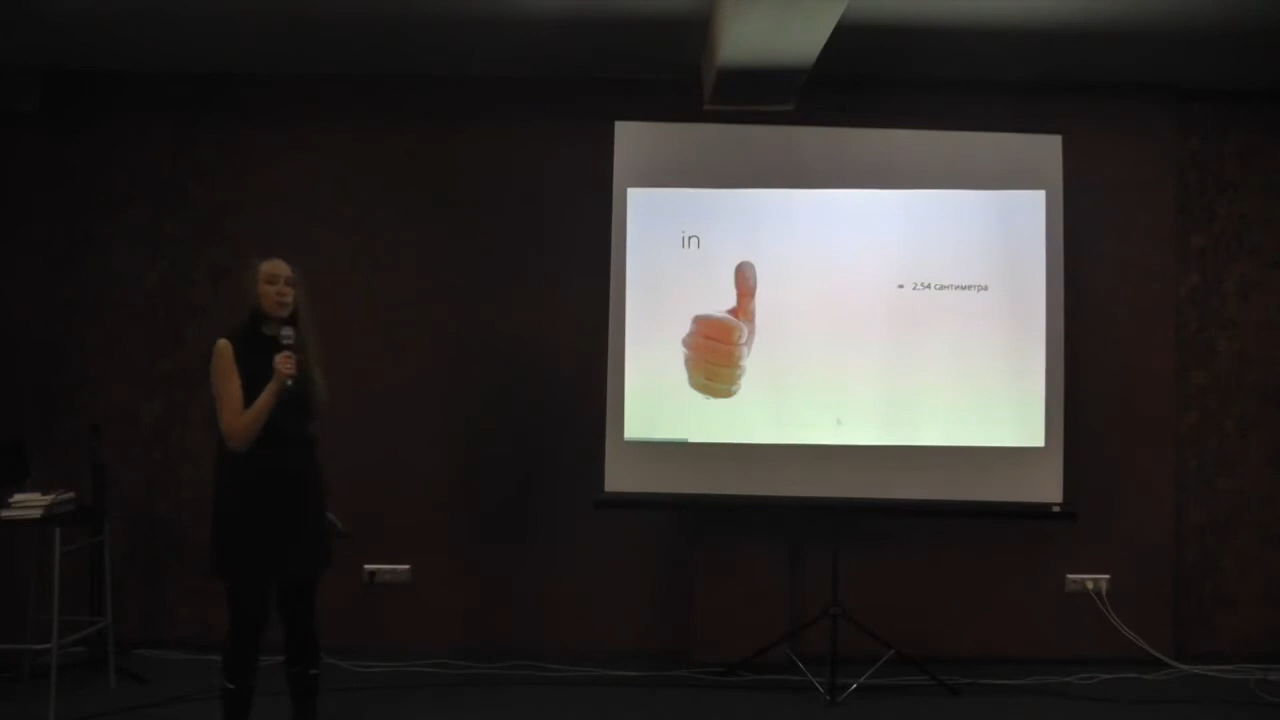 in
= 2,54 сантиметра